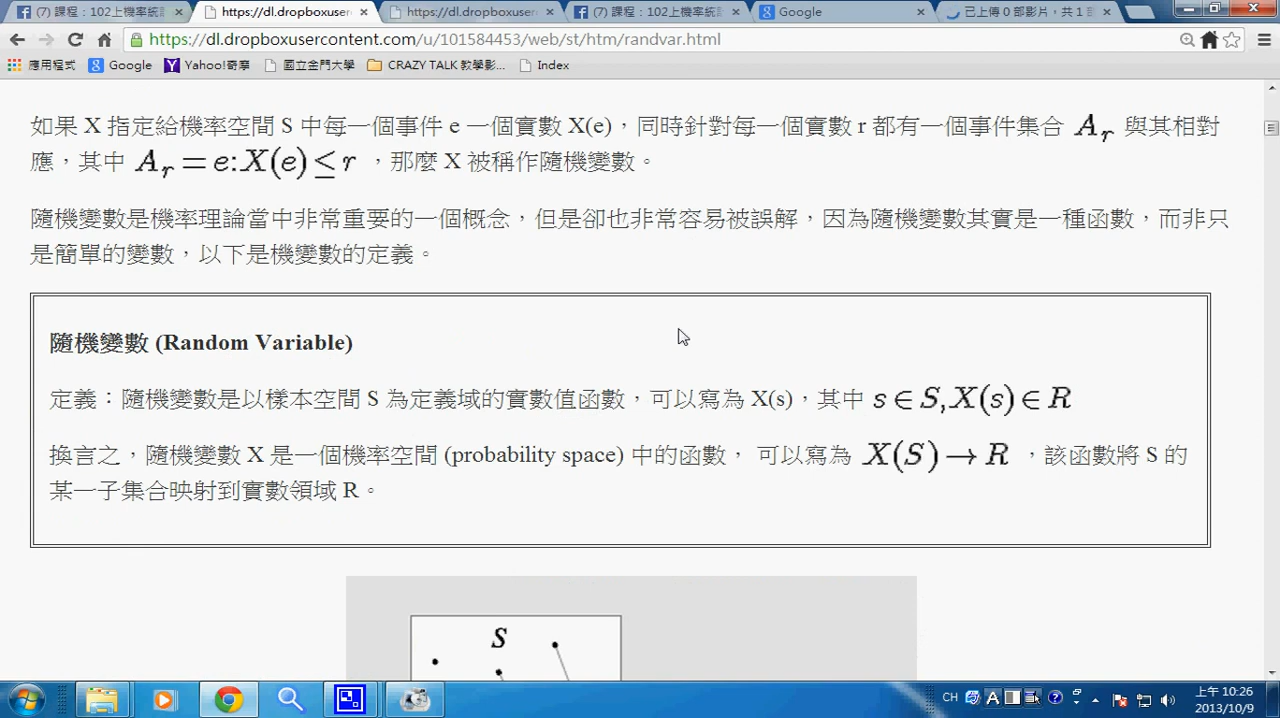 (7) 課程：102上機率統計
https://dl.dropboxuser
https://dl.dropboxuser
(7) 課程：102上機率統計
Google
已上傳 0 部影片，共 1 部
https://dl.dropboxusercontent.com/u/101584453/web/st/htm/randvar.html
應用程式 Google Yahoo!奇摩 國立金門大學 CRAZY TALK 教學影... Index
如果 X 指定給機率空間 S 中每一個事件 e 一個實數 X(e)，同時針對每一個實數 r 都有一個事件集合 Ar 與其相對
應，其中 Ar = e:X(e) ≤ r ，那麼 X 被稱作隨機變數。
隨機變數是機率理論當中非常重要的一個概念，但是卻也非常容易被誤解，因為隨機變數其實是一種函數，而非只
是簡單的變數，以下是機變數的定義。
隨機變數 (Random Variable)
定義：隨機變數是以樣本空間 S 為定義域的實數值函數，可以寫為 X(s)，其中 s ∈ S, X(s) ∈ R
換言之，隨機變數 X 是一個機率空間 (probability space) 中的函數， 可以寫為 X(S) → R ，該函數將 S 的
某一子集合映射到實數領域 R。
S
CH A 上午 10:26
2013/10/9